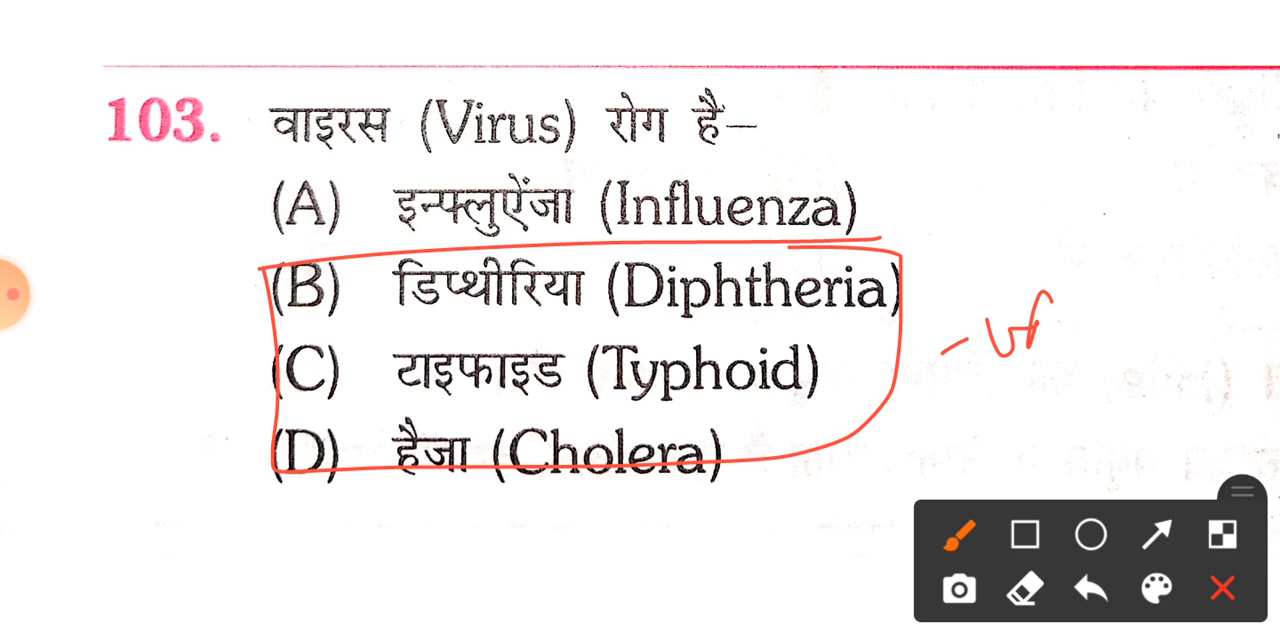 103. वाइरस (Virus) रोग है–
(A) इन्फ्लुऐंजा (Influenza)
(B) डिप्थीरिया (Diphtheria)
(C) टाइफाइड (Typhoid)
(D) हैजा (Cholera)